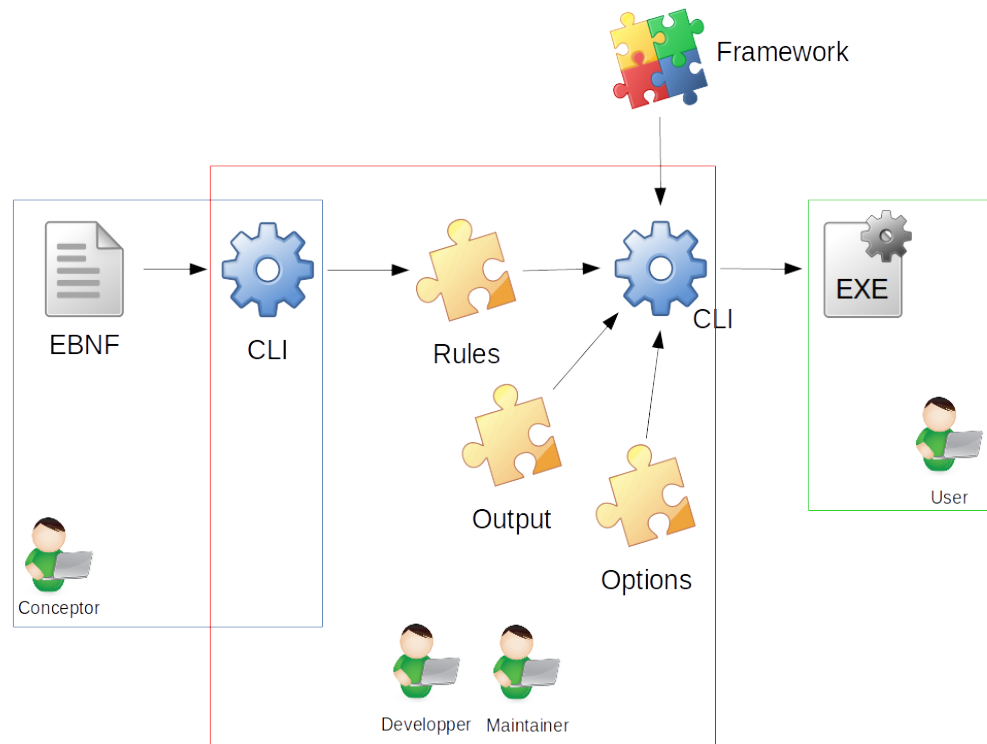 Framework
EBNF
CLI
Rules
CLI
EXE
Output
Options
User
Conceptor
Developper
Maintainer